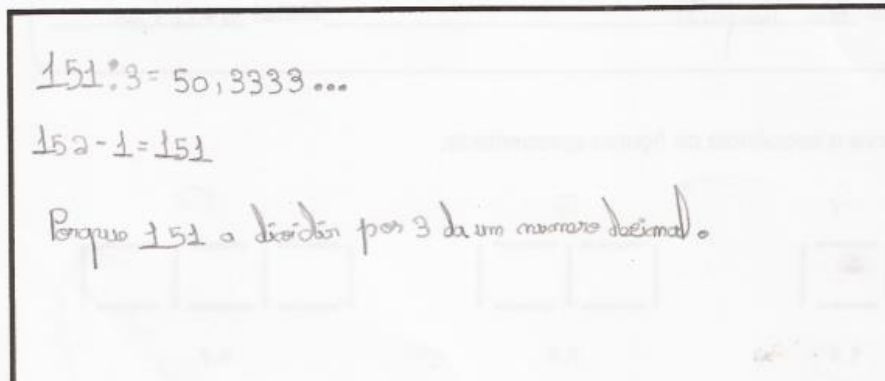 151:3= 50,3333...
152-1=151
Porque 151 a dividir por 3 da um numero decimal.